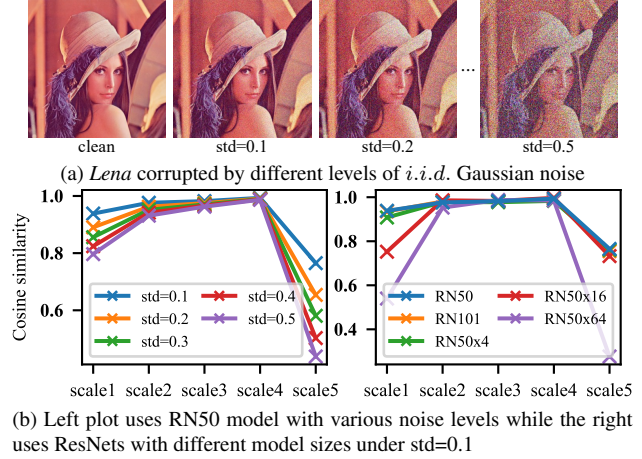 clean std=0.1 std=0.2 ... std=0.5
(a) Lena corrupted by different levels of i.i.d. Gaussian noise
Cosine similarity
1.0
0.8
0.6
std=0.1 std=0.4
std=0.2 std=0.5
std=0.3
scale1 scale2 scale3 scale4 scale5
1.0
0.8
0.6
0.4
RN50 RN50x16
RN101 RN50x64
RN50x4
scale1 scale2 scale3 scale4 scale5
(b) Left plot uses RN50 model with various noise levels while the right
uses ResNets with different model sizes under std=0.1